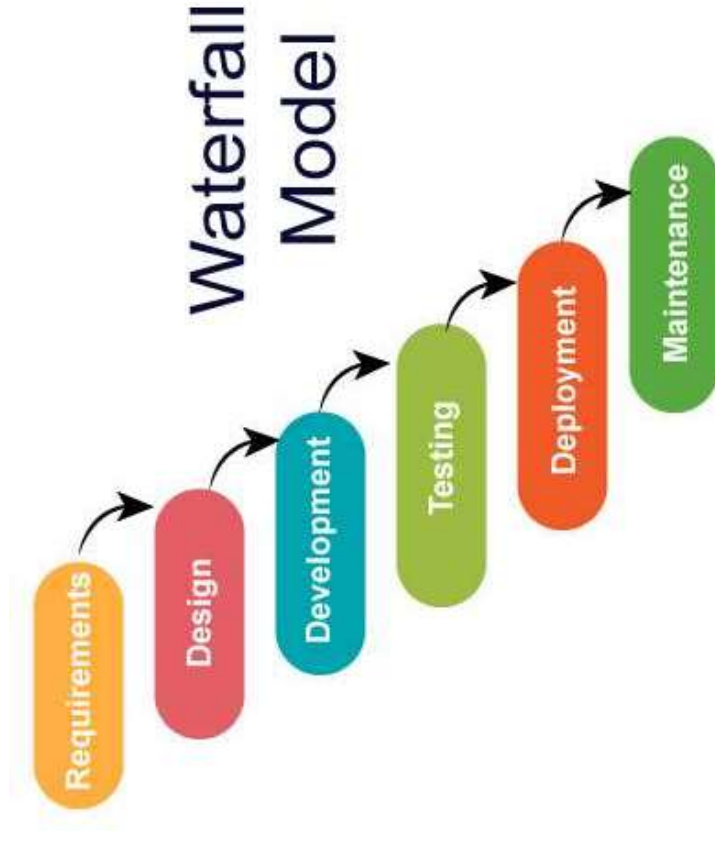 Waterfall
Model
Requirements
Design
Development
Testing
Deployment
Maintenance